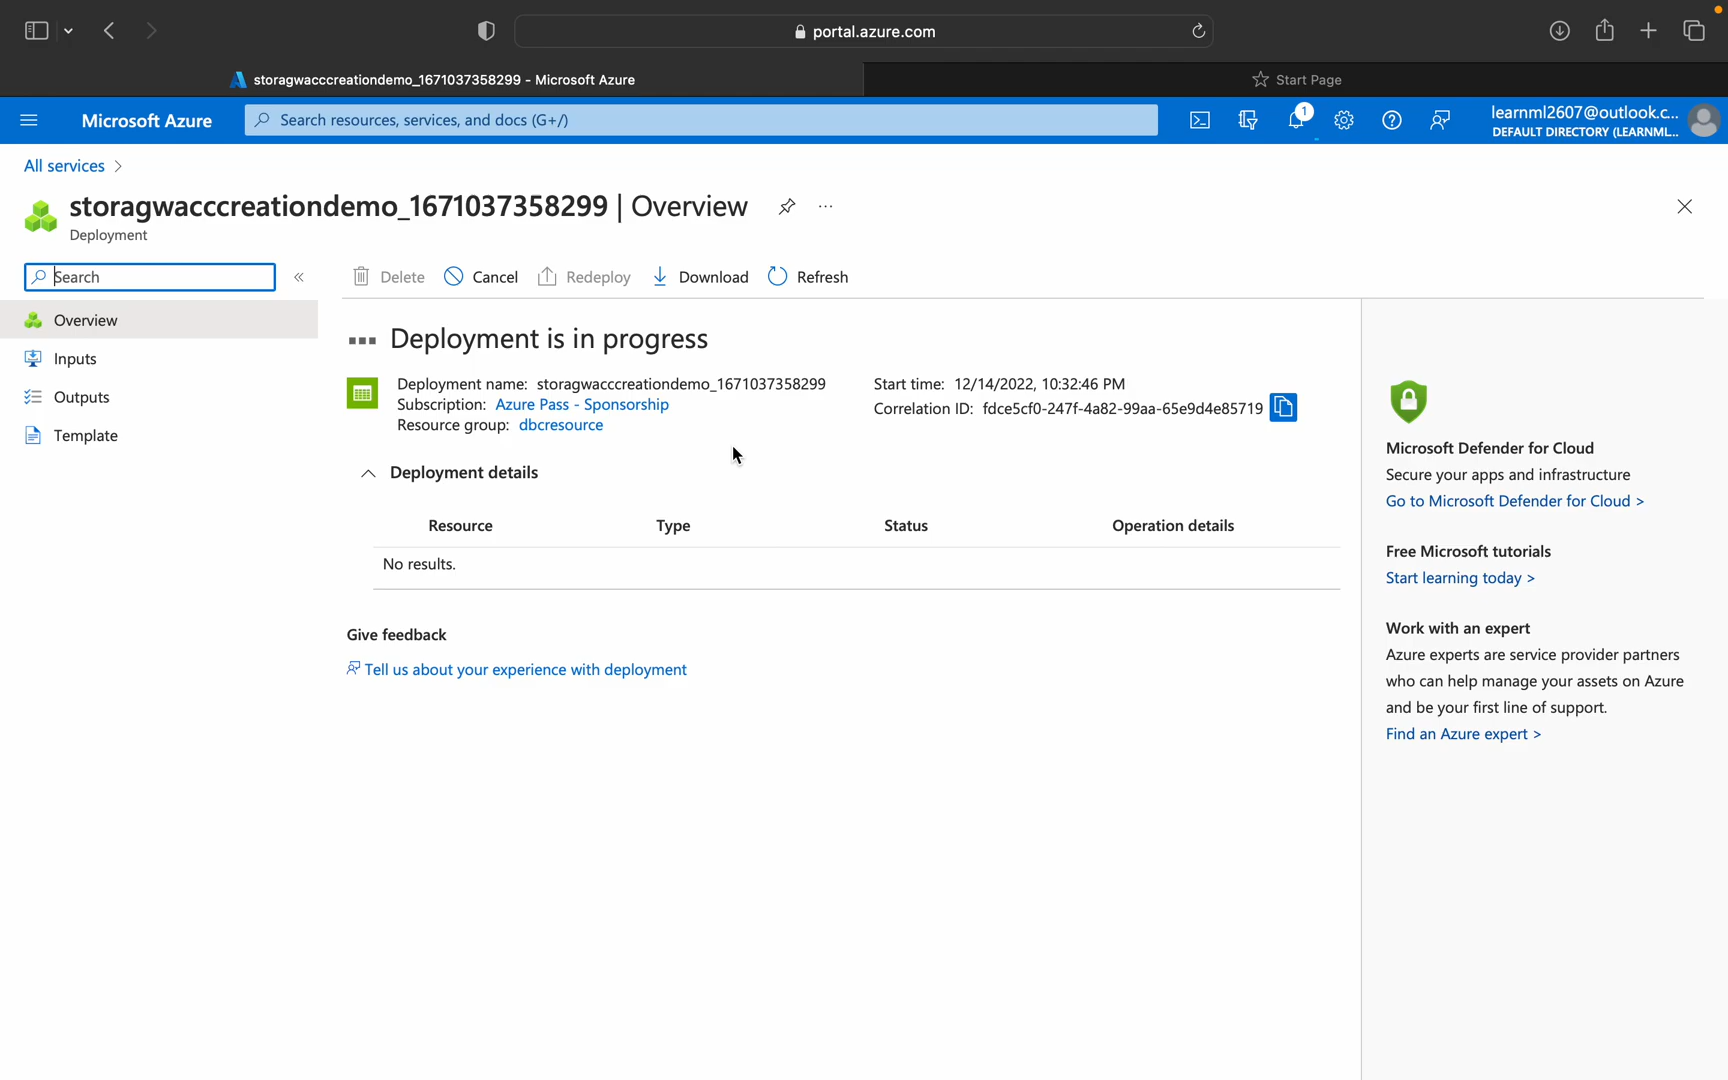 portal.azure.com
storagwacccreationdemo_1671037358299 - Microsoft Azure
Start Page
Microsoft Azure
Search resources, services, and docs (G+/)
1
learnml2607@outlook.c...
DEFAULT DIRECTORY (LEARNML...
All services >
storagwacccreationdemo_1671037358299 | Overview
Deployment
Search
«
Delete
Cancel
Redeploy
Download
Refresh
Overview
Inputs
Outputs
Template
Deployment is in progress
Deployment name: storagwacccreationdemo_1671037358299
Subscription: Azure Pass - Sponsorship
Resource group: dbcresource
Start time: 12/14/2022, 10:32:46 PM
Correlation ID: fdce5cf0-247f-4a82-99aa-65e9d4e85719
Deployment details
Resource Type Status Operation details
No results.
Give feedback
Tell us about your experience with deployment
Microsoft Defender for Cloud
Secure your apps and infrastructure
Go to Microsoft Defender for Cloud >
Free Microsoft tutorials
Start learning today >
Work with an expert
Azure experts are service provider partners
who can help manage your assets on Azure
and be your first line of support.
Find an Azure expert >